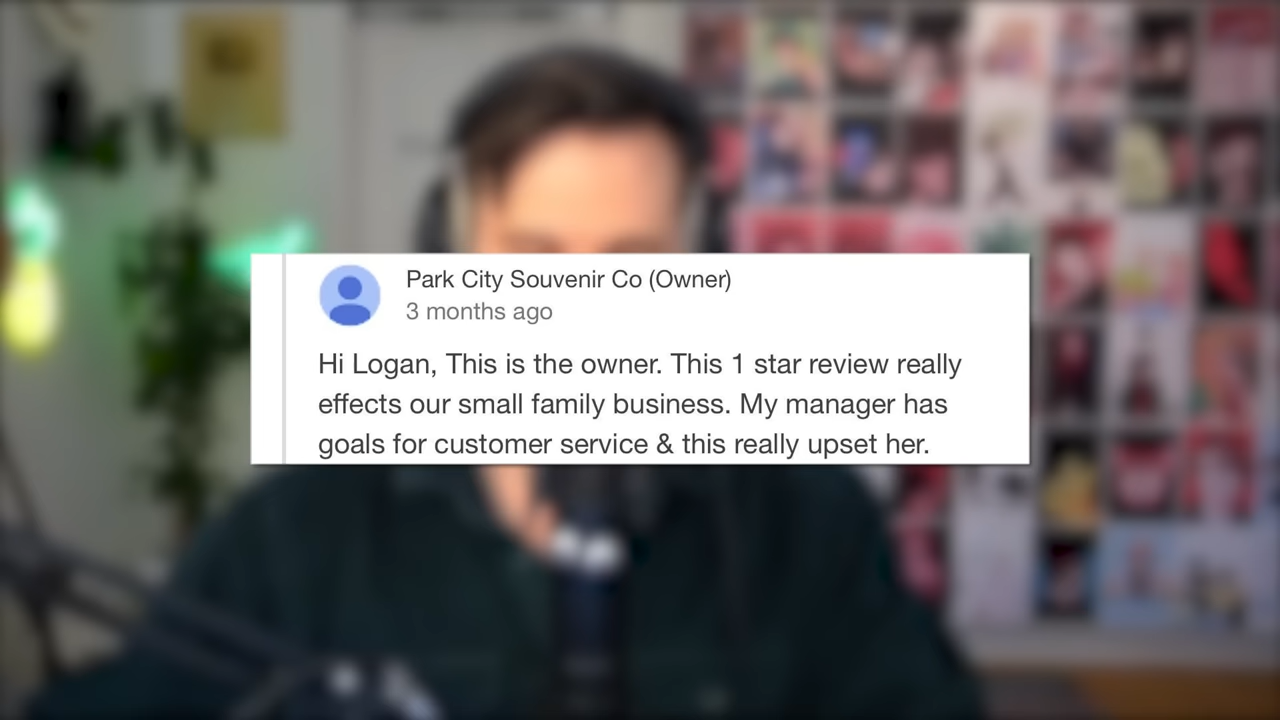 Park City Souvenir Co (Owner)
3 months ago
Hi Logan, This is the owner. This 1 star review really
effects our small family business. My manager has
goals for customer service & this really upset her.